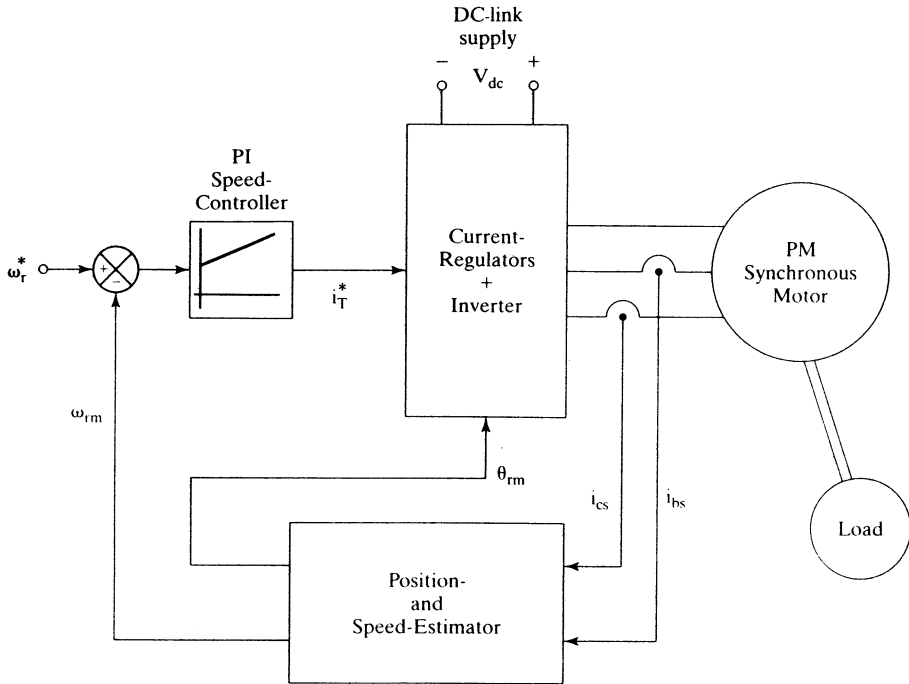 DC-link
supply
− +
V_dc
PI
Speed-
Controller
ω_r^*
+
−
i_T^*
Current-
Regulators
+
Inverter
PM
Synchronous
Motor
ω_rm
θ_rm
i_cs
i_bs
Load
Position-
and
Speed-Estimator